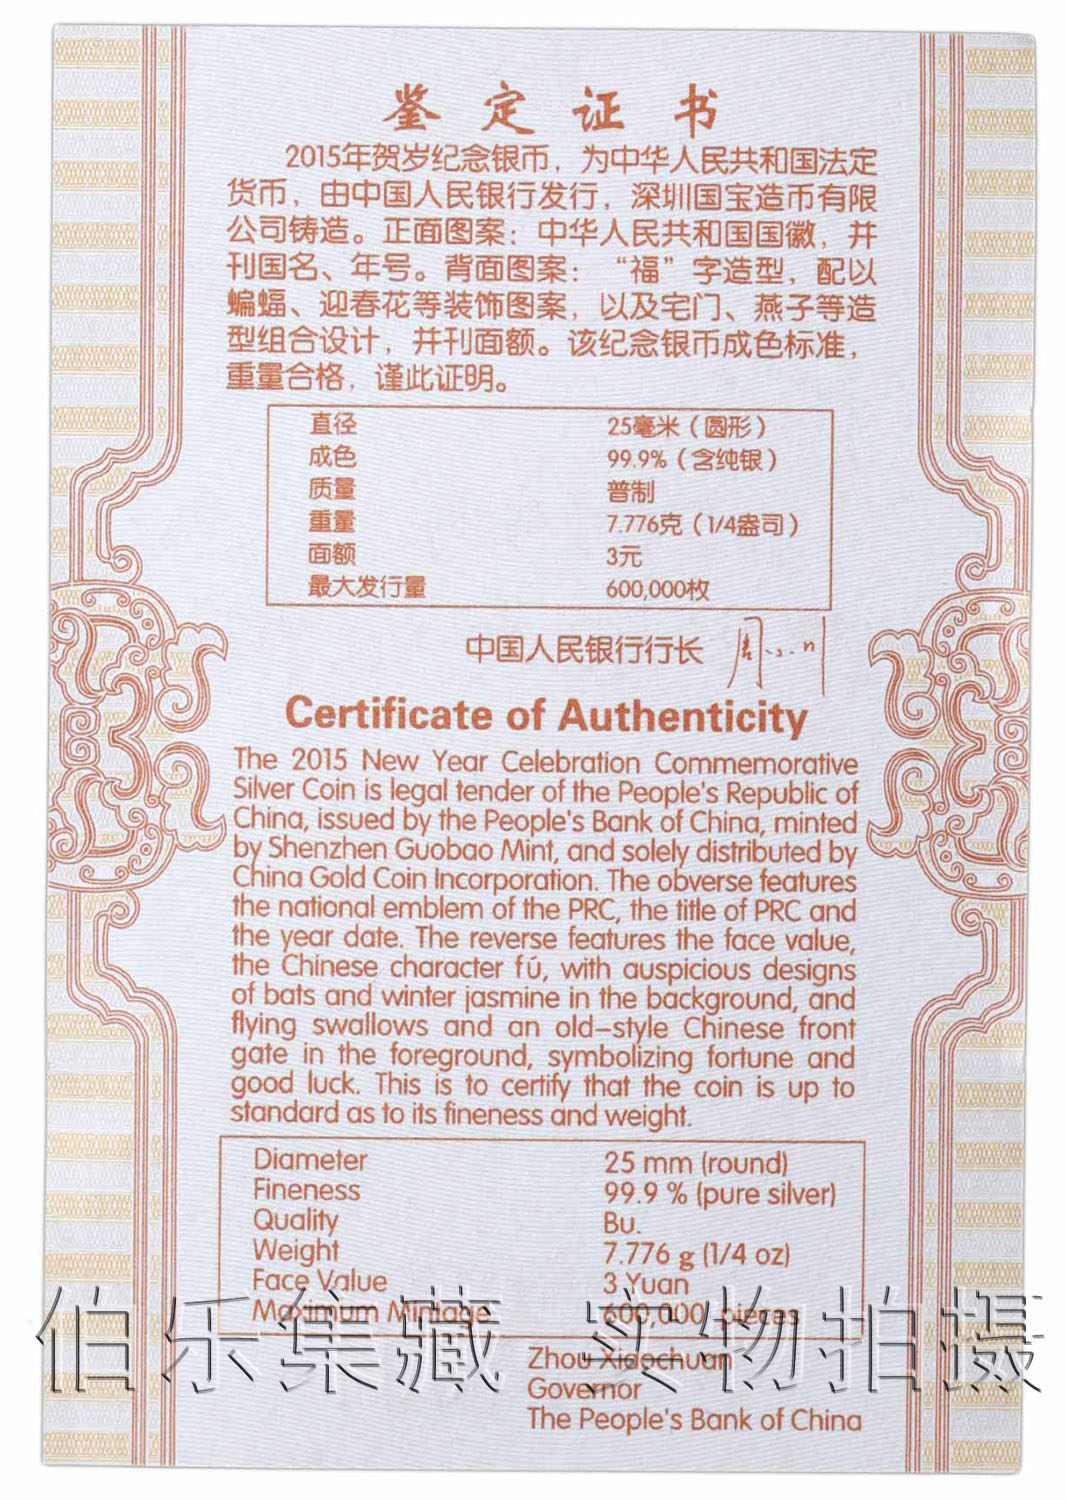 鉴定证书
2015年贺岁纪念银币，为中华人民共和国法定
货币，由中国人民银行发行，深圳国宝造币有限
公司铸造。正面图案：中华人民共和国国徽，并
刊国名、年号。背面图案：“福”字造型，配以
蝙蝠、迎春花等装饰图案，以及宅门、燕子等造
型组合设计，并刊面额。该纪念银币成色标准，
重量合格，谨此证明。
直径 25毫米（圆形）
成色 99.9%（含纯银）
质量 普制
重量 7.776克（1/4盎司）
面额 3元
最大发行量 600,000枚
中国人民银行行长 周小川
Certificate of Authenticity
The 2015 New Year Celebration Commemorative
Silver Coin is legal tender of the People's Republic of
China, issued by the People's Bank of China, minted
by Shenzhen Guobao Mint, and solely distributed by
China Gold Coin Incorporation. The obverse features
the national emblem of the PRC, the title of PRC and
the year date. The reverse features the face value,
the Chinese character fú, with auspicious designs
of bats and winter jasmine in the background, and
flying swallows and an old-style Chinese front
gate in the foreground, symbolizing fortune and
good luck. This is to certify that the coin is up to
standard as to its fineness and weight.
Diameter 25 mm (round)
Fineness 99.9 % (pure silver)
Quality Bu.
Weight 7.776 g (1/4 oz)
Face Value 3 Yuan
Maximum Mintage 600,000 pieces
伯乐集藏 实物拍摄
Zhou Xiaochuan
Governor
The People's Bank of China